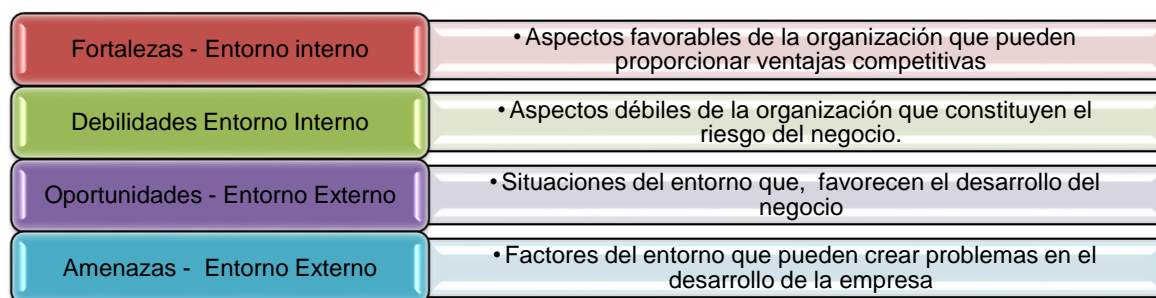 Fortalezas - Entorno interno
• Aspectos favorables de la organización que pueden
proporcionar ventajas competitivas
Debilidades Entorno Interno
• Aspectos débiles de la organización que constituyen el
riesgo del negocio.
Oportunidades - Entorno Externo
• Situaciones del entorno que,  favorecen el desarrollo del
negocio
Amenazas -  Entorno Externo
• Factores del entorno que pueden crear problemas en el
desarrollo de la empresa